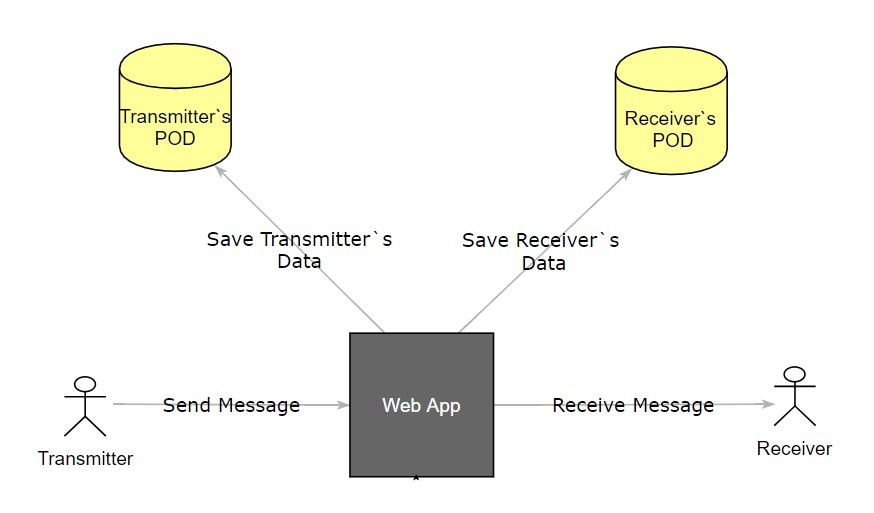 Transmitter`s
POD
Receiver`s
POD
Save Transmitter`s
Data
Save Receiver`s
Data
Send Message
Web App
Receive Message
Transmitter
Receiver